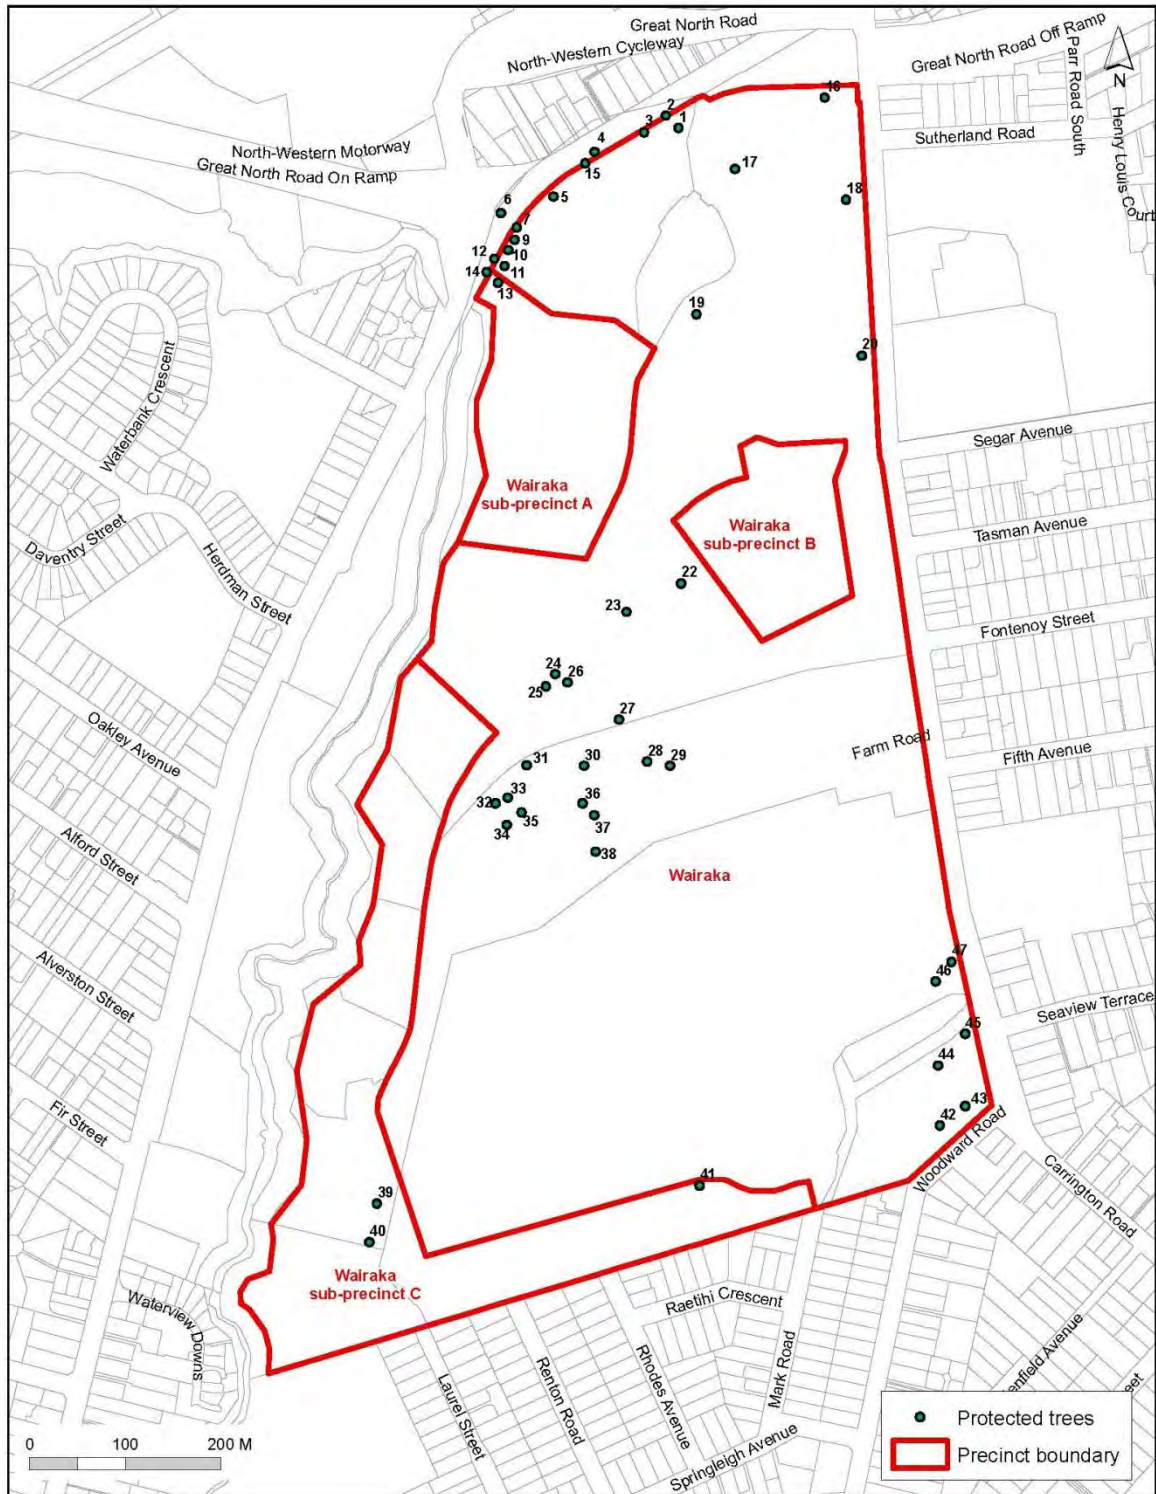 Great North Road
North-Western Cycleway
Great North Road Off Ramp
Parr Road South
N
Henry Louis Court
Sutherland Road
North-Western Motorway
Great North Road On Ramp
16
2
3
1
4
15
17
5
18
6
7
9
10
12
11
14
13
19
20
Waterbank Crescent
Segar Avenue
Wairaka
sub-precinct A
Wairaka
sub-precinct B
Tasman Avenue
Daventry Street
Herdman Street
22
23
Fontenoy Street
24
26
25
27
Oakley Avenue
Farm Road
Fifth Avenue
28
29
30
31
32
33
34
35
36
37
38
Alford Street
Wairaka
Alverston Street
47
46
Seaview Terrace
45
44
43
42
Fir Street
Woodward Road
Carrington Road
41
39
40
Wairaka
sub-precinct C
Waterview Downs
Raetihi Crescent
Laurel Street
Renton Road
Rhodes Avenue
Mark Road
Springleigh Avenue
enfield Avenue
Protected trees
Precinct boundary
0 100 200 M